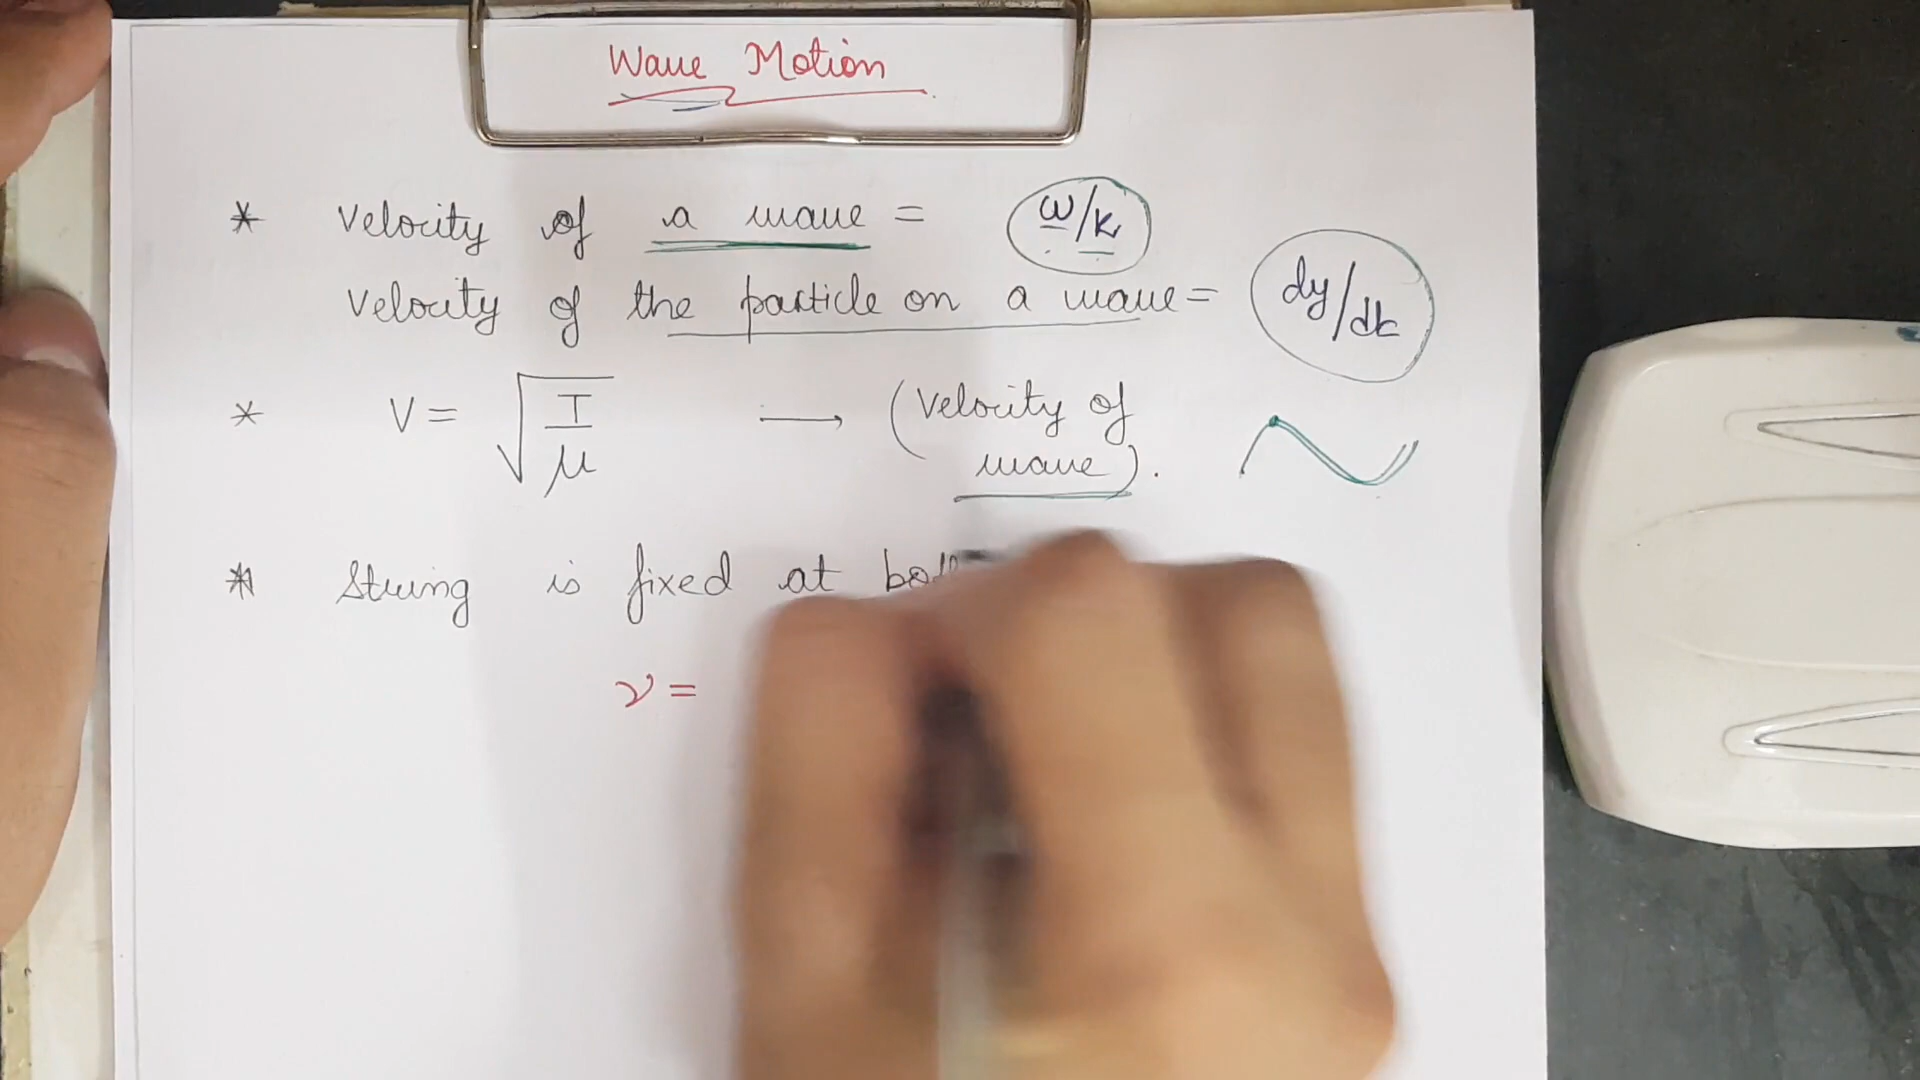 Wave Motion
* Velocity of a wave = ω/k
Velocity of the particle on a wave = dy/dt
* V = √(T/μ) → (Velocity of
wave).
* String is fixed at
ν =